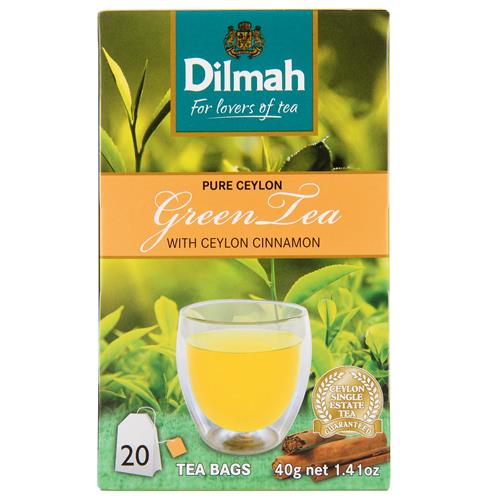 Dilmah
For lovers of tea
PURE CEYLON
Green Tea
WITH CEYLON CINNAMON
CEYLON
SINGLE
ESTATE
TEA
GUARANTEED
20
TEA BAGS
40g net 1.41oz